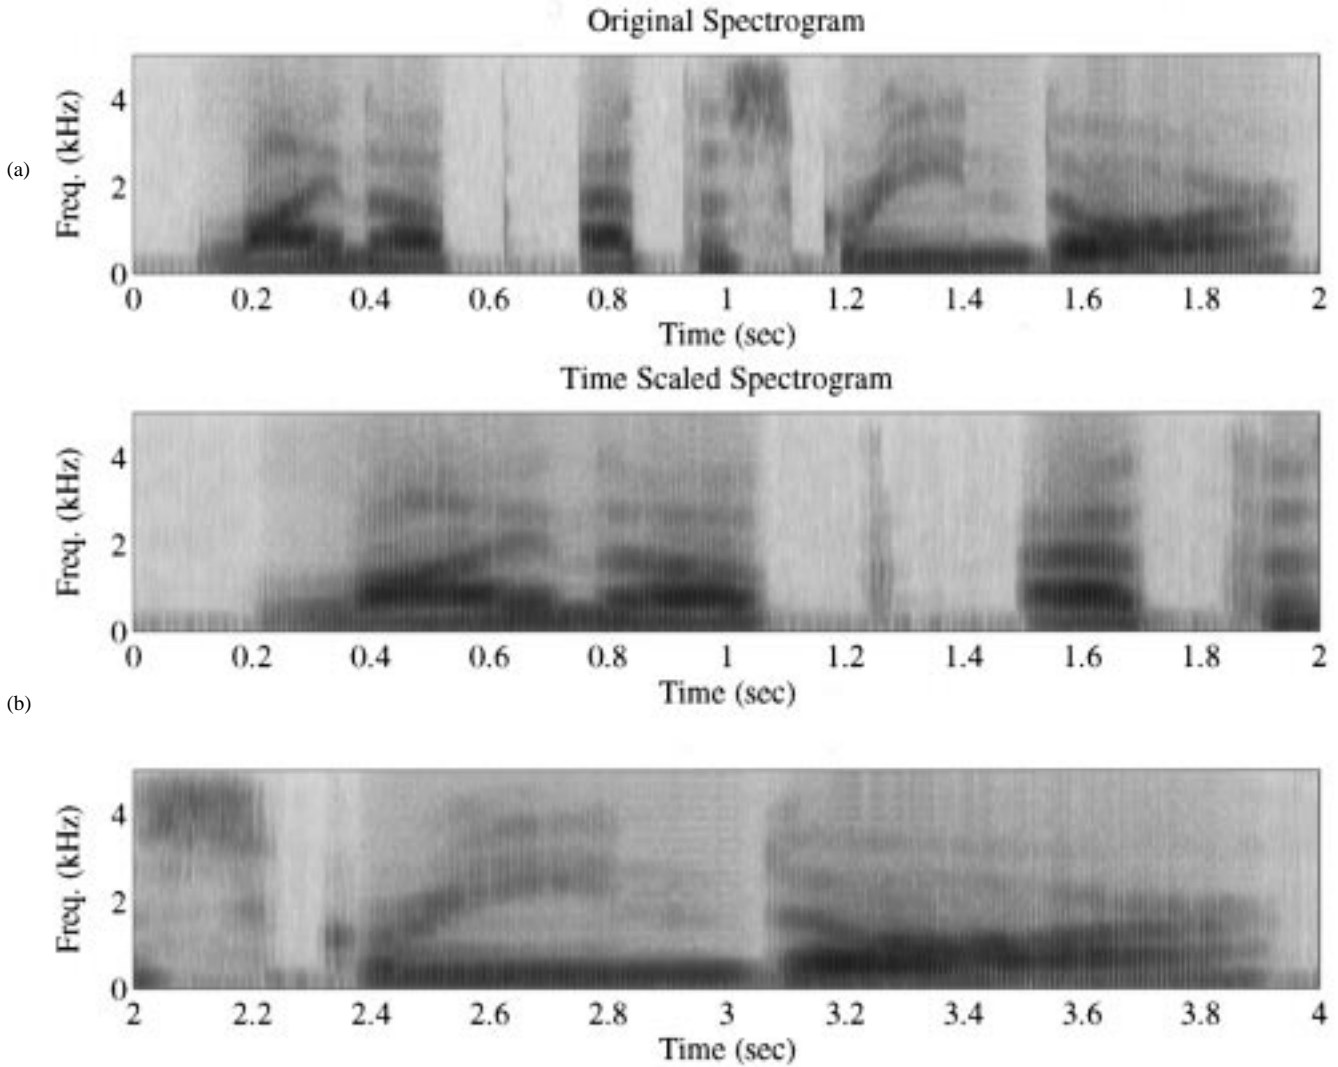 Original Spectrogram
(a)
Freq. (kHz)
4
2
0
0 0.2 0.4 0.6 0.8 1 1.2 1.4 1.6 1.8 2
Time (sec)
Time Scaled Spectrogram
Freq. (kHz)
4
2
0
0 0.2 0.4 0.6 0.8 1 1.2 1.4 1.6 1.8 2
Time (sec)
(b)
Freq. (kHz)
4
2
0
2 2.2 2.4 2.6 2.8 3 3.2 3.4 3.6 3.8 4
Time (sec)